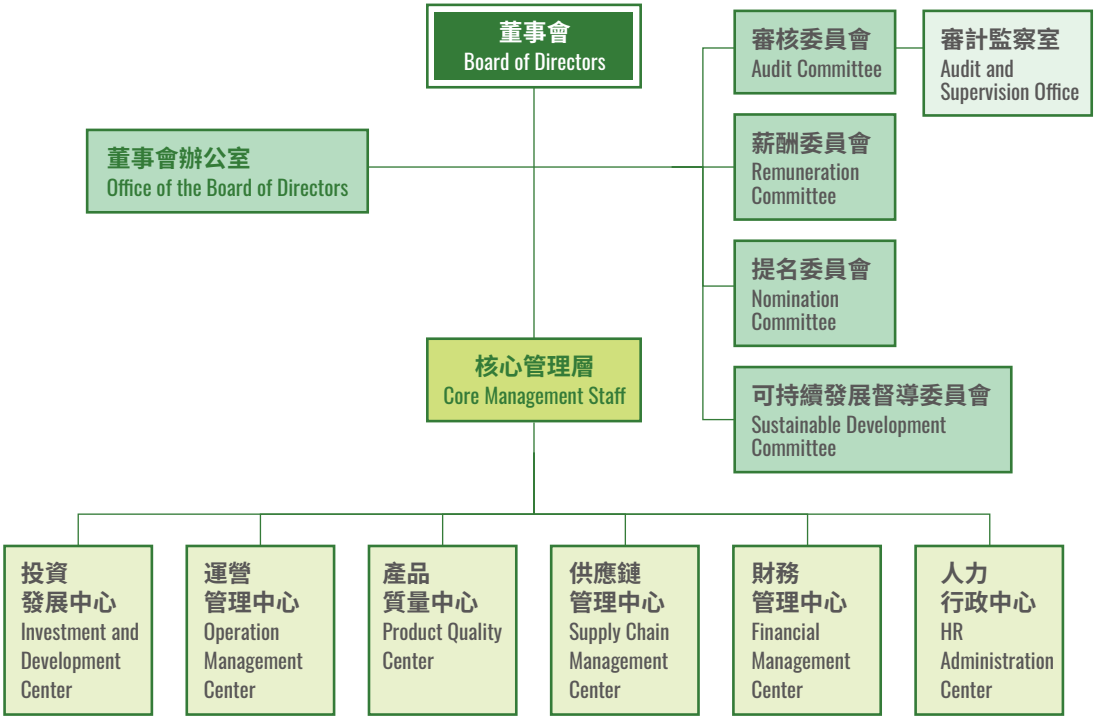 董事會
Board of Directors
審核委員會
Audit Committee
審計監察室
Audit and
Supervision Office
薪酬委員會
Remuneration
Committee
董事會辦公室
Office of the Board of Directors
提名委員會
Nomination
Committee
核心管理層
Core Management Staff
可持續發展督導委員會
Sustainable Development
Committee
投資
發展中心
Investment and
Development
Center
運營
管理中心
Operation
Management
Center
產品
質量中心
Product Quality
Center
供應鏈
管理中心
Supply Chain
Management
Center
財務
管理中心
Financial
Management
Center
人力
行政中心
HR
Administration
Center